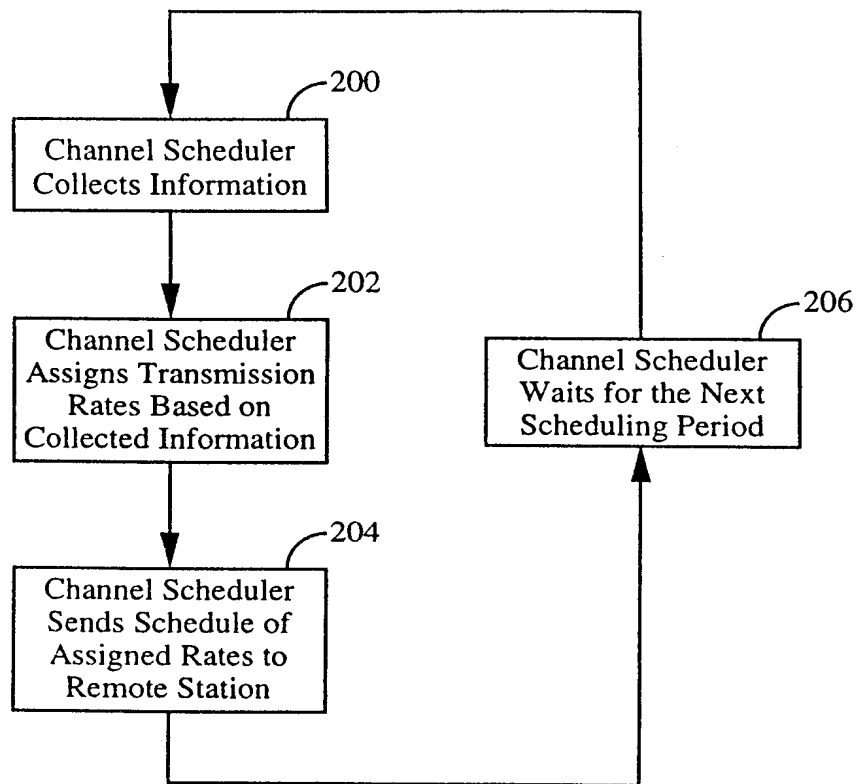 200
Channel Scheduler
Collects Information
202
Channel Scheduler
Assigns Transmission
Rates Based on
Collected Information
204
Channel Scheduler
Sends Schedule of
Assigned Rates to
Remote Station
206
Channel Scheduler
Waits for the Next
Scheduling Period